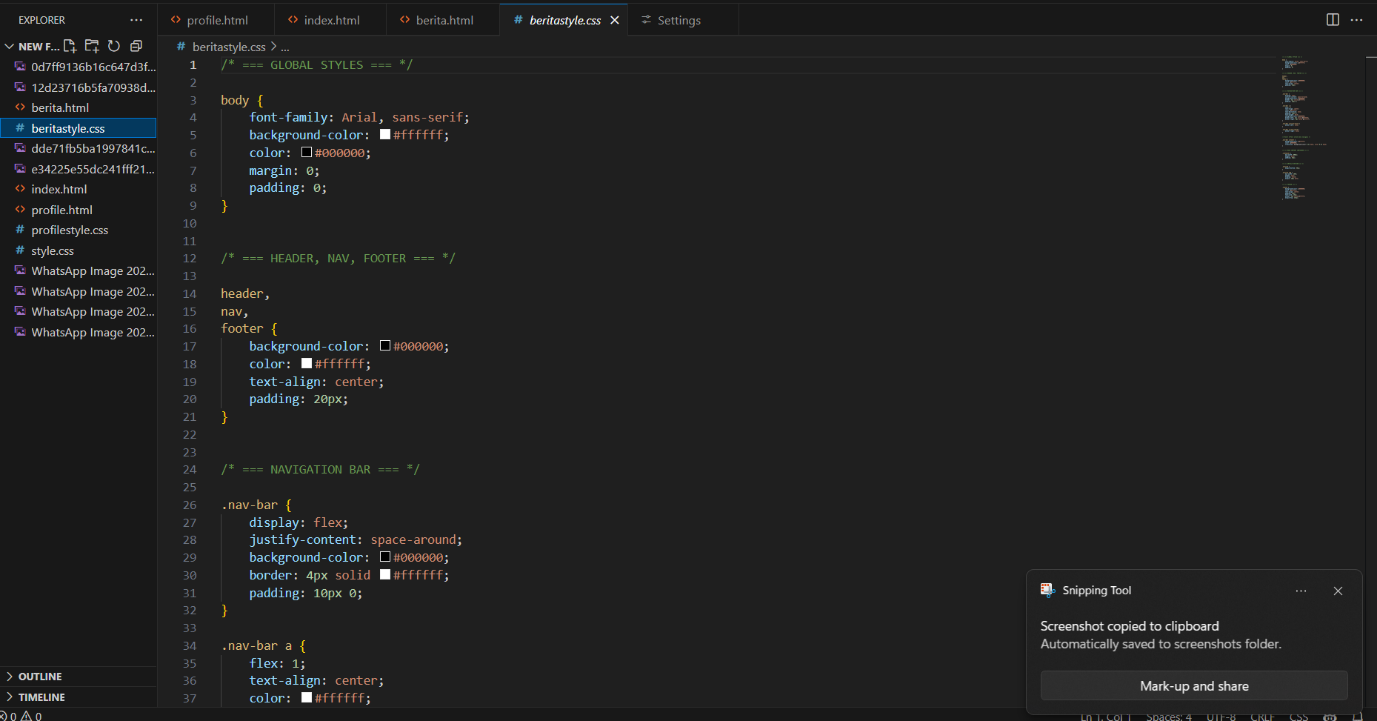 EXPLORER
profile.html
index.html
berita.html
# beritastyle.css
Settings
NEW F...
# beritastyle.css > ...
0d7ff9136b16c647d3f...
12d23716b5fa70938d...
berita.html
# beritastyle.css
dde71fb5ba1997841c...
e34225e55dc241fff21...
index.html
profile.html
# profilestyle.css
# style.css
WhatsApp Image 202...
WhatsApp Image 202...
WhatsApp Image 202...
WhatsApp Image 202...
OUTLINE
TIMELINE
0 0
1 /* === GLOBAL STYLES === */
2
3 body {
4 font-family: Arial, sans-serif;
5 background-color: #ffffff;
6 color: #000000;
7 margin: 0;
8 padding: 0;
9 }
10
11
12 /* === HEADER, NAV, FOOTER === */
13
14 header,
15 nav,
16 footer {
17 background-color: #000000;
18 color: #ffffff;
19 text-align: center;
20 padding: 20px;
21 }
22
23
24 /* === NAVIGATION BAR === */
25
26 .nav-bar {
27 display: flex;
28 justify-content: space-around;
29 background-color: #000000;
30 border: 4px solid #ffffff;
31 padding: 10px 0;
32 }
33
34 .nav-bar a {
35 flex: 1;
36 text-align: center;
37 color: #ffffff;
Snipping Tool
Screenshot copied to clipboard
Automatically saved to screenshots folder.
Mark-up and share
Ln 1, Col 1 Spaces: 4 UTF-8 CRLF CSS